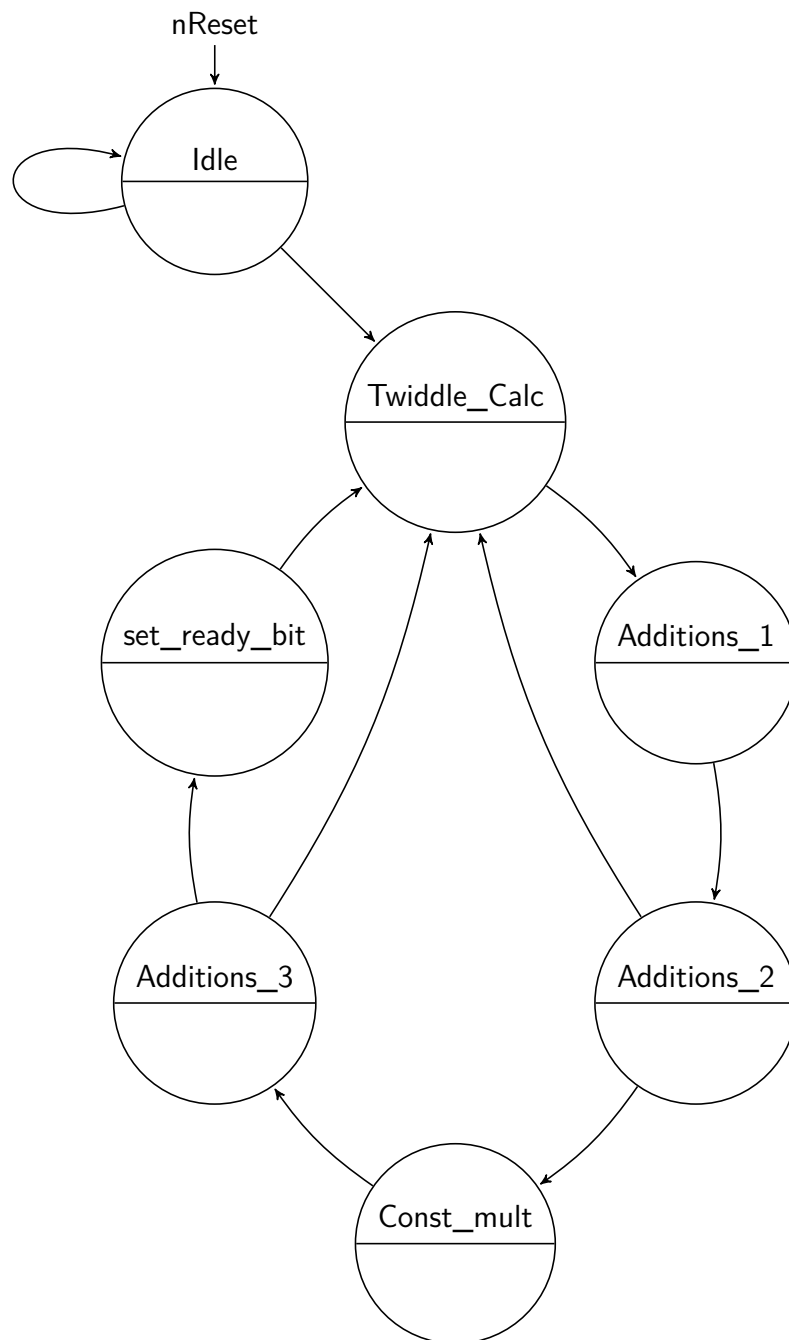 nReset
Idle
Twiddle_Calc
set_ready_bit
Additions_1
Additions_3
Additions_2
Const_mult